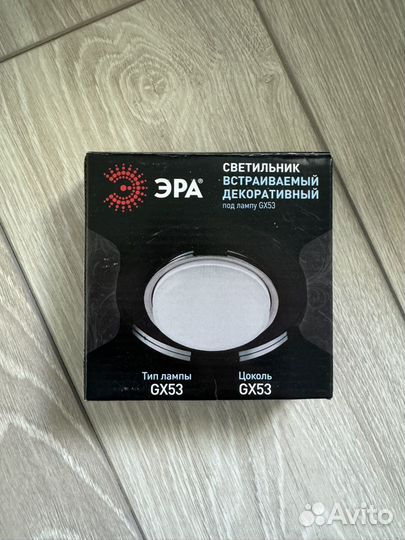 ЭРА®
СВЕТИЛЬНИК
ВСТРАИВАЕМЫЙ
ДЕКОРАТИВНЫЙ
под лампу GX53
Тип лампы
GX53
Цоколь
GX53
Avito